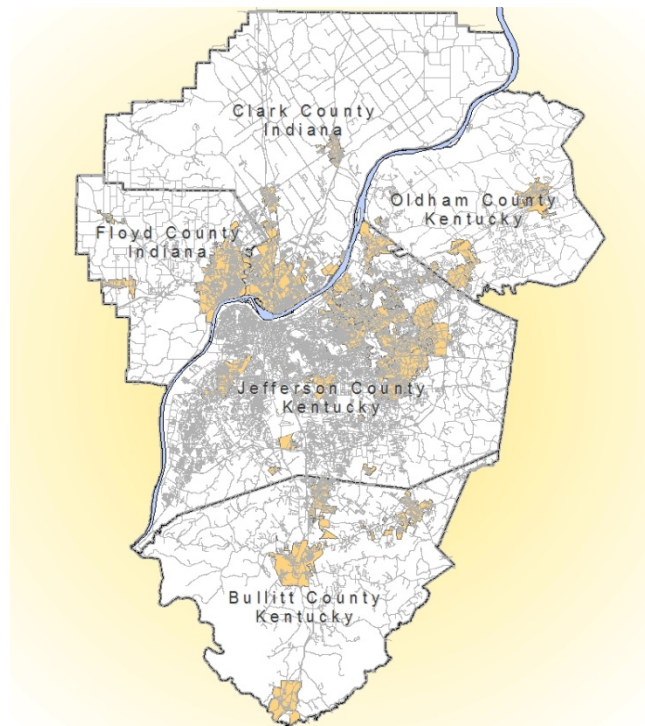 Clark County
Indiana
Oldham County
Kentucky
Floyd County
Indiana
Jefferson County
Kentucky
Bullitt County
Kentucky